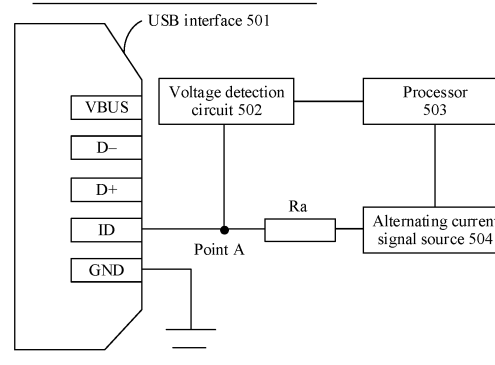 USB interface 501
Voltage detection
circuit 502
Processor
503
VBUS
D−
D+
ID
GND
Point A
Ra
Alternating current
signal source 504